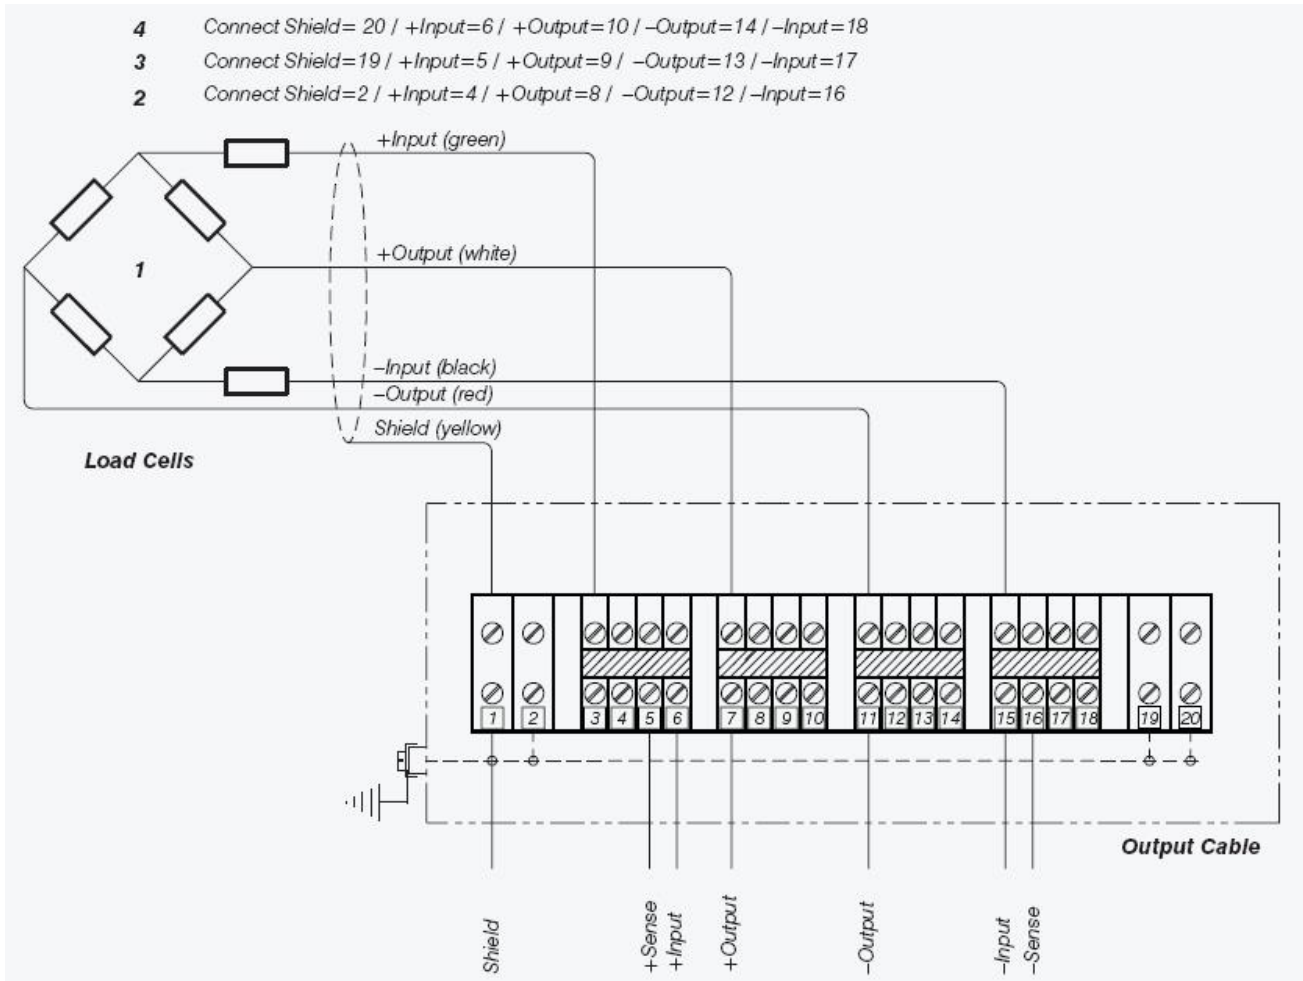 4 Connect Shield= 20 / +Input=6 / +Output=10 / –Output=14 / –Input=18
3 Connect Shield=19 / +Input=5 / +Output=9 / –Output=13 / –Input=17
2 Connect Shield=2 / +Input=4 / +Output=8 / –Output=12 / –Input=16
+Input (green)
+Output (white)
1
–Input (black)
–Output (red)
Shield (yellow)
Load Cells
1 2 3 4 5 6 7 8 9 10 11 12 13 14 15 16 17 18 19 20
Output Cable
Shield
+Sense
+Input
+Output
–Output
–Input
–Sense